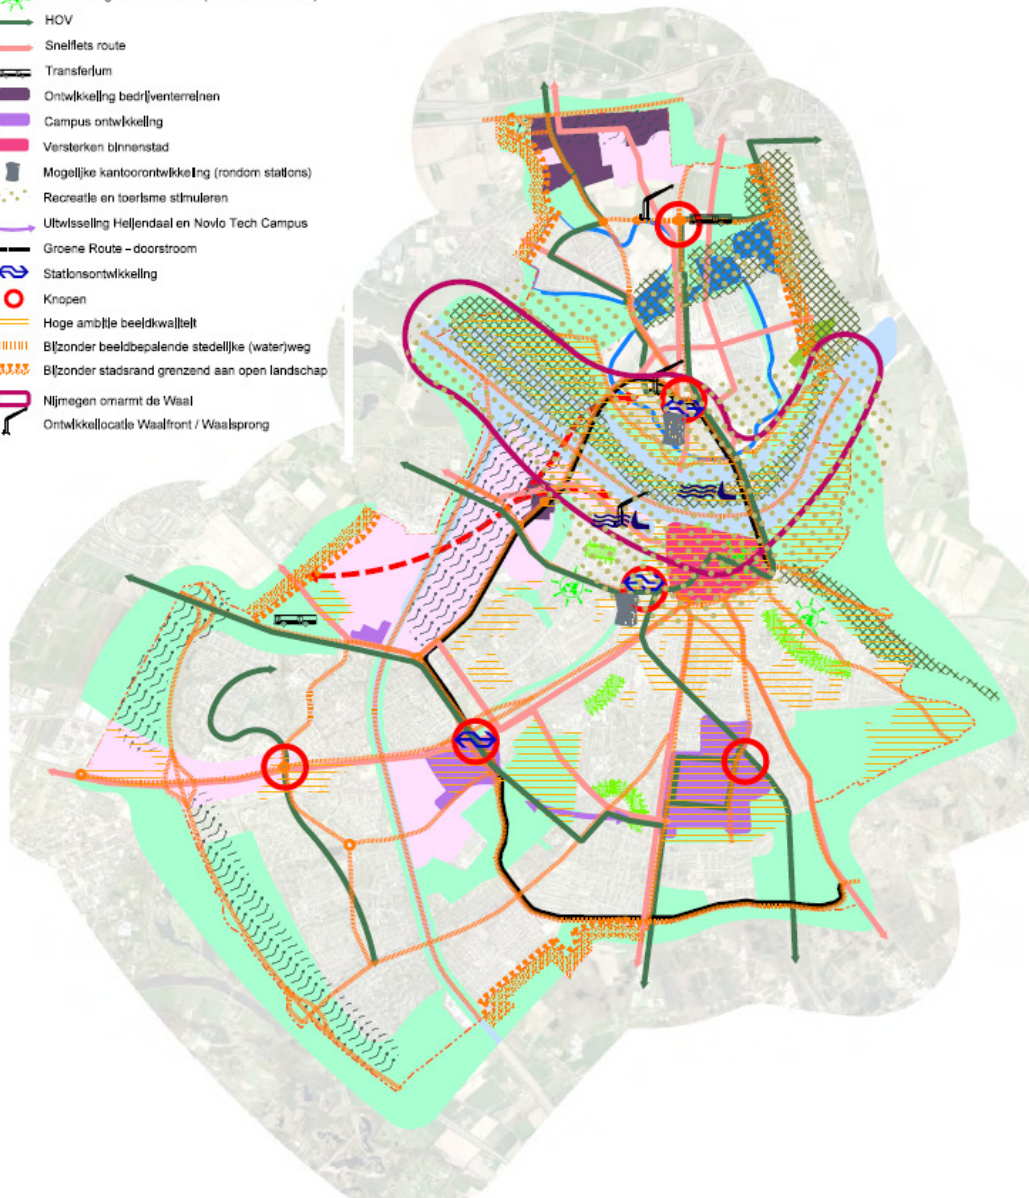 HOV
Snelfiets route
Transferium
Ontwikkeling bedrijventerreinen
Campus ontwikkeling
Versterken binnenstad
Mogelijke kantoorontwikkeling (rondom stations)
Recreatie en toerisme stimuleren
Uitwisseling Heijendaal en Novio Tech Campus
Groene Route - doorstroom
Stationsontwikkeling
Knopen
Hoge ambitie beeldkwaliteit
Bijzonder beeldbepalende stedelijke (water)weg
Bijzonder stadsrand grenzend aan open landschap
Nijmegen omarmt de Waal
Ontwikkellocatie Waalfront / Waalsprong